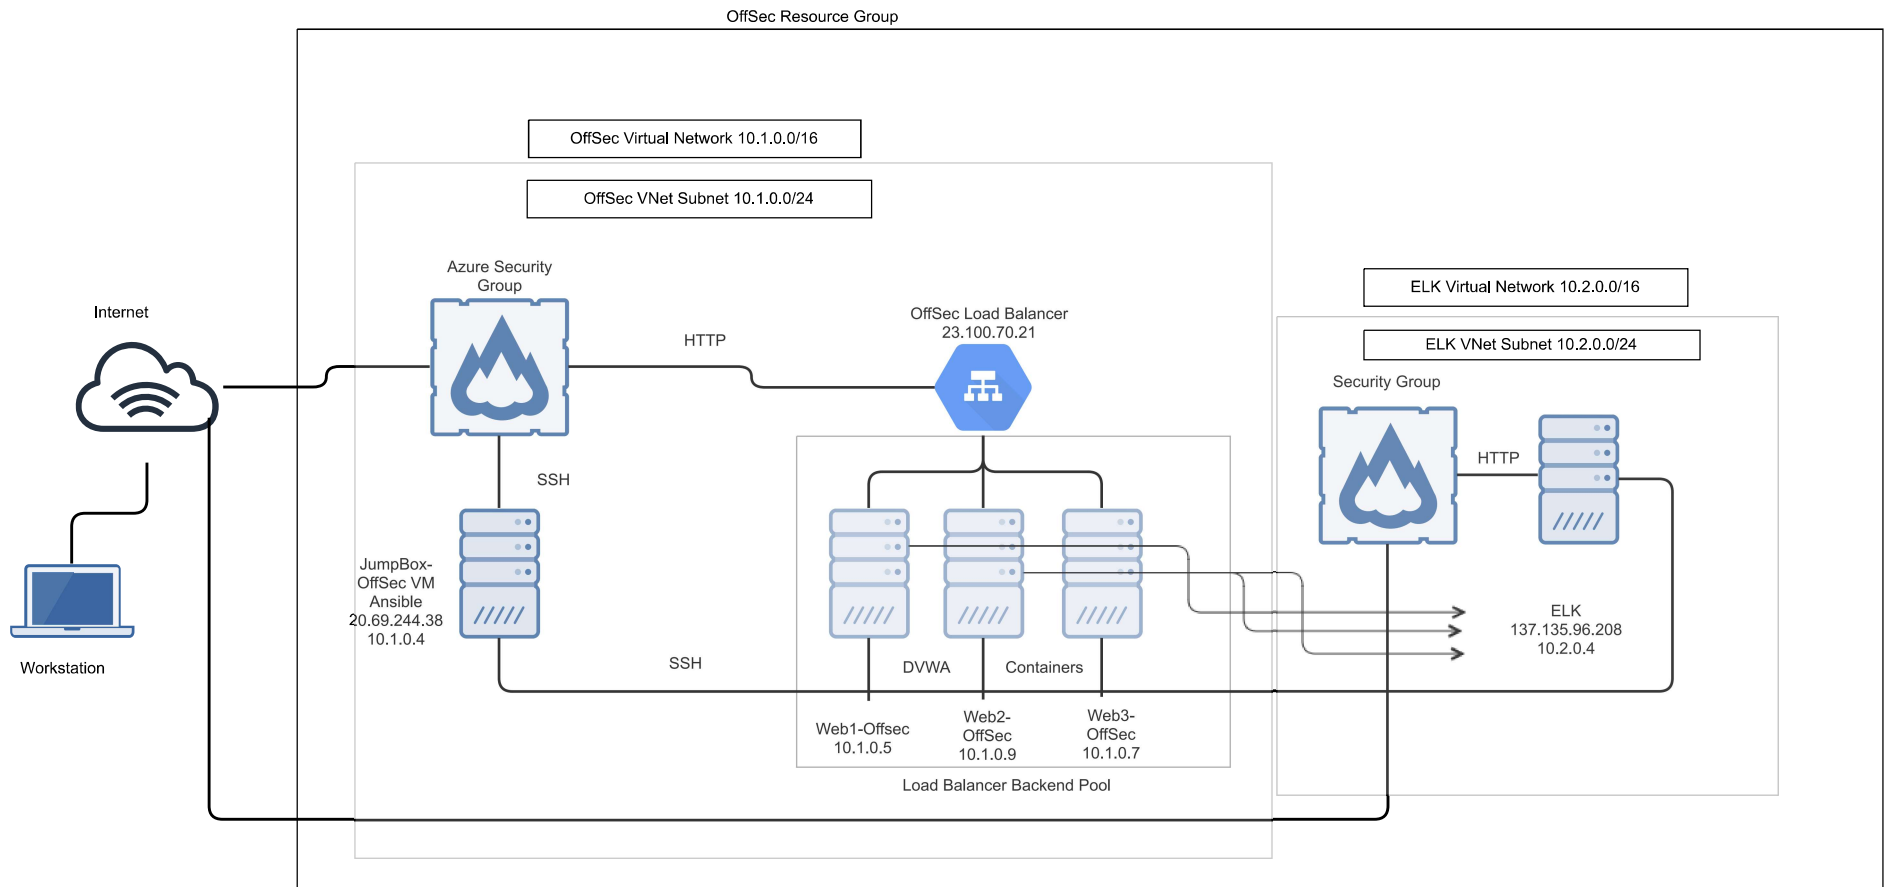 OffSec Resource Group
OffSec Virtual Network 10.1.0.0/16
OffSec VNet Subnet 10.1.0.0/24
Azure Security
Group
HTTP
OffSec Load Balancer
23.100.70.21
Internet
SSH
JumpBox-
OffSec VM
Ansible
20.69.244.38
10.1.0.4
Workstation
SSH
DVWA
Containers
Web1-Offsec
10.1.0.5
Web2-
OffSec
10.1.0.9
Web3-
OffSec
10.1.0.7
Load Balancer Backend Pool
ELK Virtual Network 10.2.0.0/16
ELK VNet Subnet 10.2.0.0/24
Security Group
HTTP
ELK
137.135.96.208
10.2.0.4